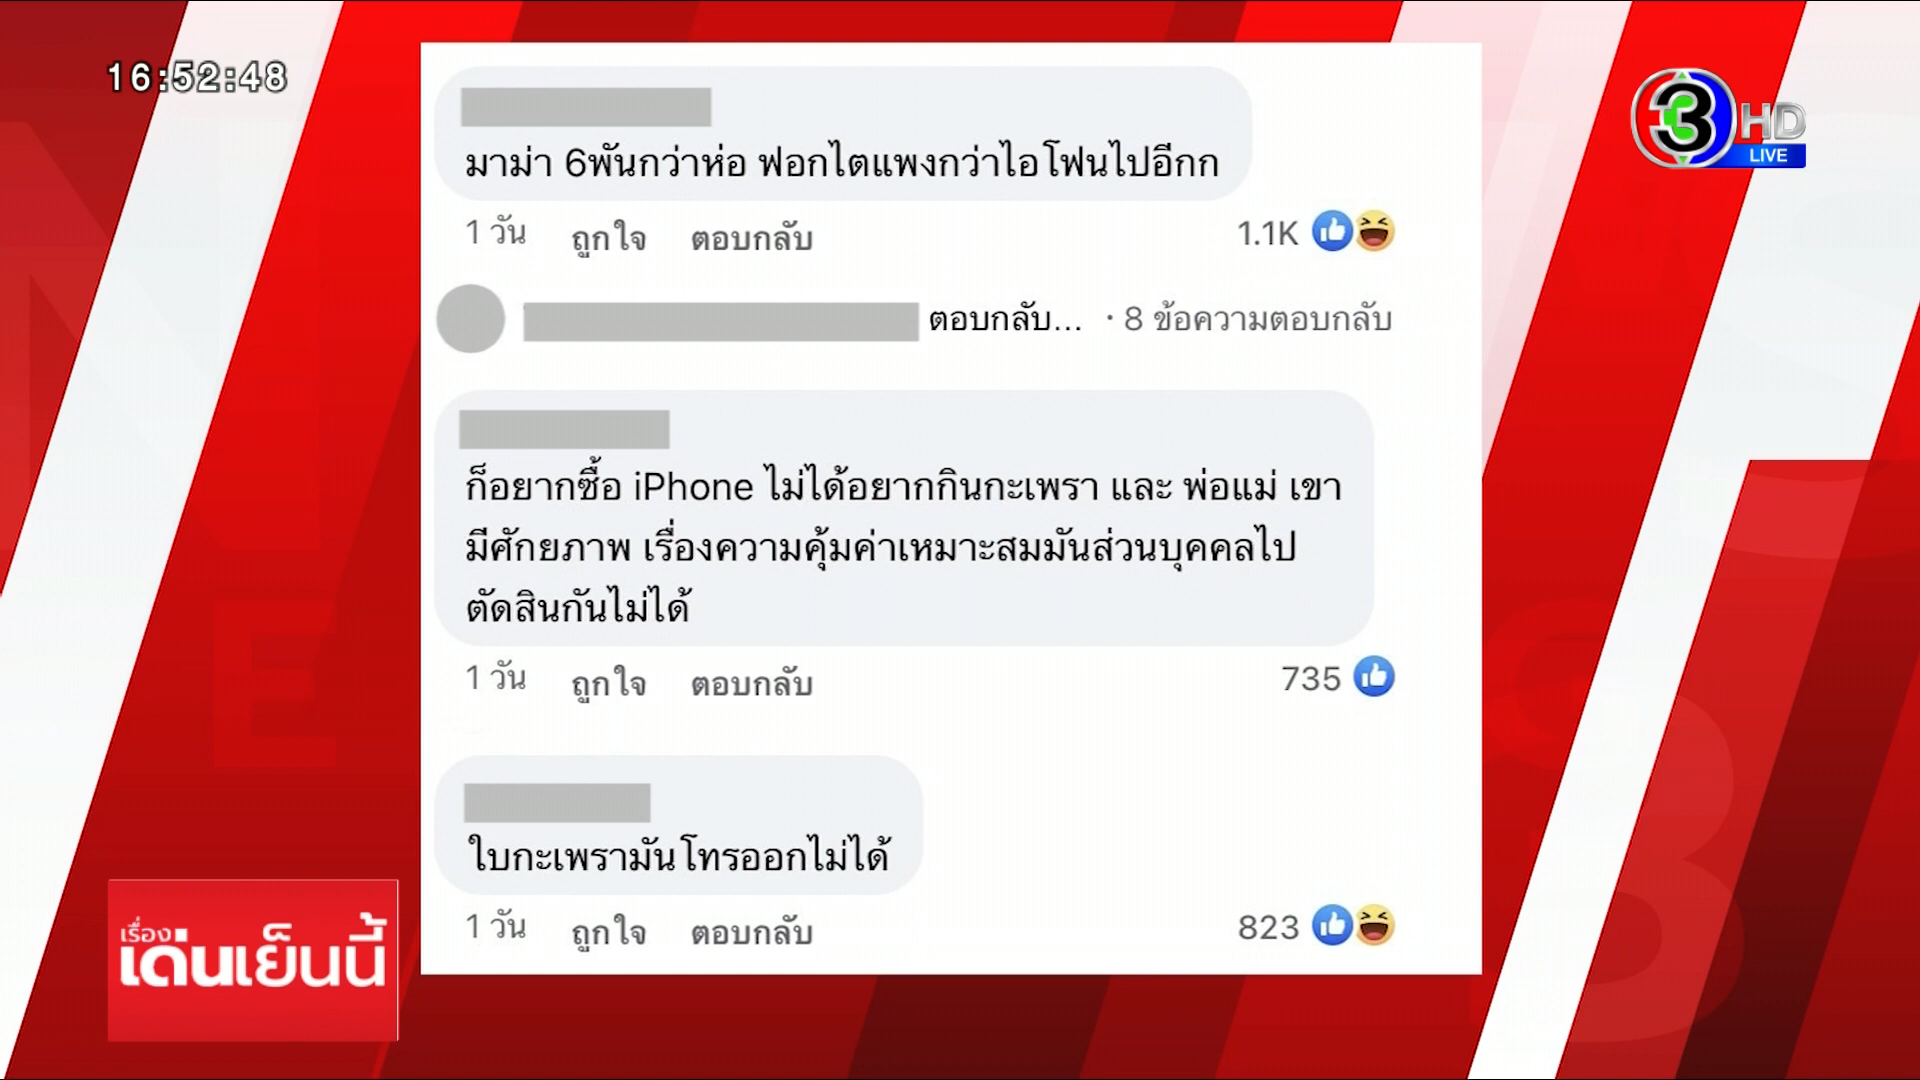 16:52:48
3 HD
LIVE
มาม่า 6พันกว่าห่อ ฟอกไตแพงกว่าไอโฟนไปอีกก
1 วัน ถูกใจ ตอบกลับ 1.1K
ตอบกลับ... · 8 ข้อความตอบกลับ
ก็อยากซื้อ iPhone ไม่ได้อยากกินกะเพรา และ พ่อแม่ เขา
มีศักยภาพ เรื่องความคุ้มค่าเหมาะสมมันส่วนบุคคลไป
ตัดสินกันไม่ได้
1 วัน ถูกใจ ตอบกลับ 735
ใบกะเพรามันโทรออกไม่ได้
1 วัน ถูกใจ ตอบกลับ 823
เรื่อง
เด่นเย็นนี้